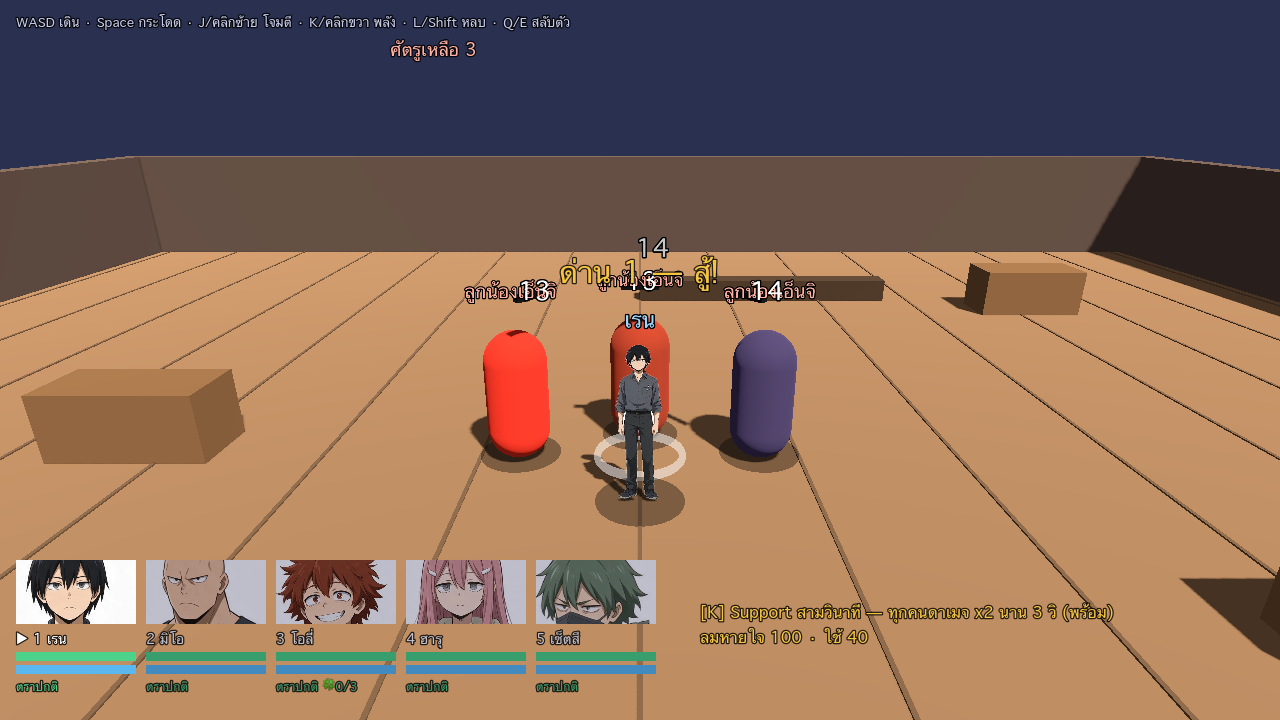 WASD เดิน · Space กระโดด · J/คลิกซ้าย โจมตี · K/คลิกขวา พลัง · L/Shift หลบ · Q/E สลับตัว
ศัตรูเหลือ 3
14
ด่าน 1 — สู้!
13
14
เรน
▶ 1 เรน
2 มิโอ
3 โอลี่
4 ฮารุ
5 เซ็ตสึ
ตราปกติ
ตราปกติ
ตราปกติ 🍀0/3
ตราปกติ
ตราปกติ
[K] Support สามวินาที — ทุกคนดาเมจ x2 นาน 3 วิ (พร้อม)
ลมหายใจ 100 · ใช้ 40